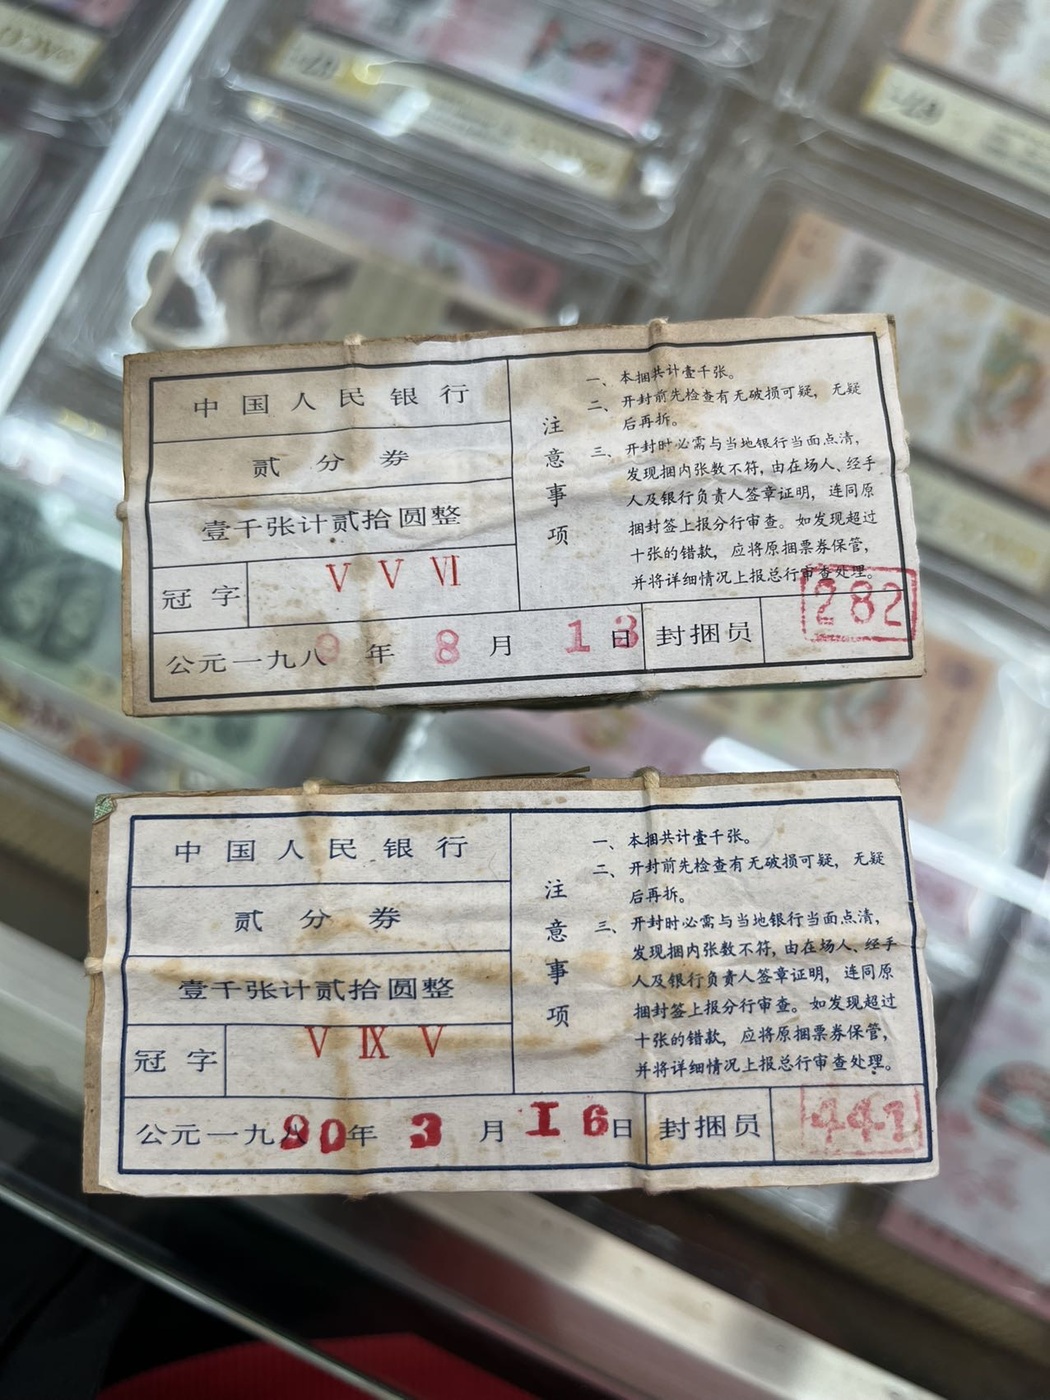 中国人民银行
贰分券
壹千张计贰拾圆整
冠字 V V VI
公元一九八9年8月13日
注意事项
一、本捆共计壹千张。
二、开封前先检查有无破损可疑，无疑
后再拆。
三、开封时必需与当地银行当面点清，
发现捆内张数不符，由在场人、经手
人及银行负责人签章证明，连同原
捆封签上报分行审查。如发现超过
十张的错款，应将原捆票券保管，
并将详细情况上报总行审查处理。
封捆员 282
中国人民银行
贰分券
壹千张计贰拾圆整
冠字 V IX V
公元一九八90年3月16日
注意事项
一、本捆共计壹千张。
二、开封前先检查有无破损可疑，无疑
后再拆。
三、开封时必需与当地银行当面点清，
发现捆内张数不符，由在场人、经手
人及银行负责人签章证明，连同原
捆封签上报分行审查。如发现超过
十张的错款，应将原捆票券保管，
并将详细情况上报总行审查处理。
封捆员 441